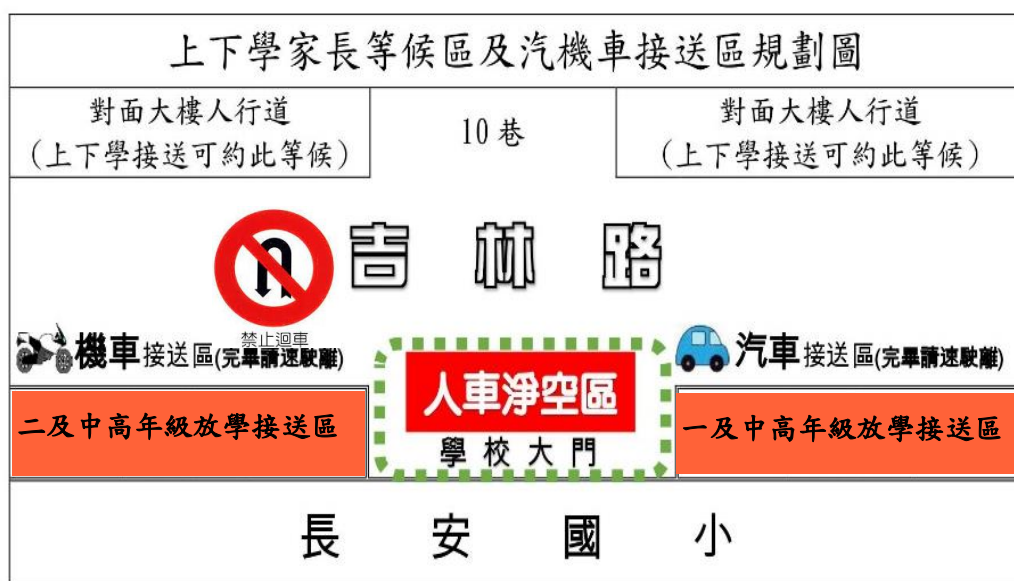 上下學家長等候區及汽機車接送區規劃圖
對面大樓人行道
（上下學接送可約此等候）
10 巷
對面大樓人行道
（上下學接送可約此等候）
吉林路
禁止迴車
機車接送區(完畢請速駛離)
汽車接送區(完畢請速駛離)
二及中高年級放學接送區
人車淨空區
學校大門
一及中高年級放學接送區
長安國小